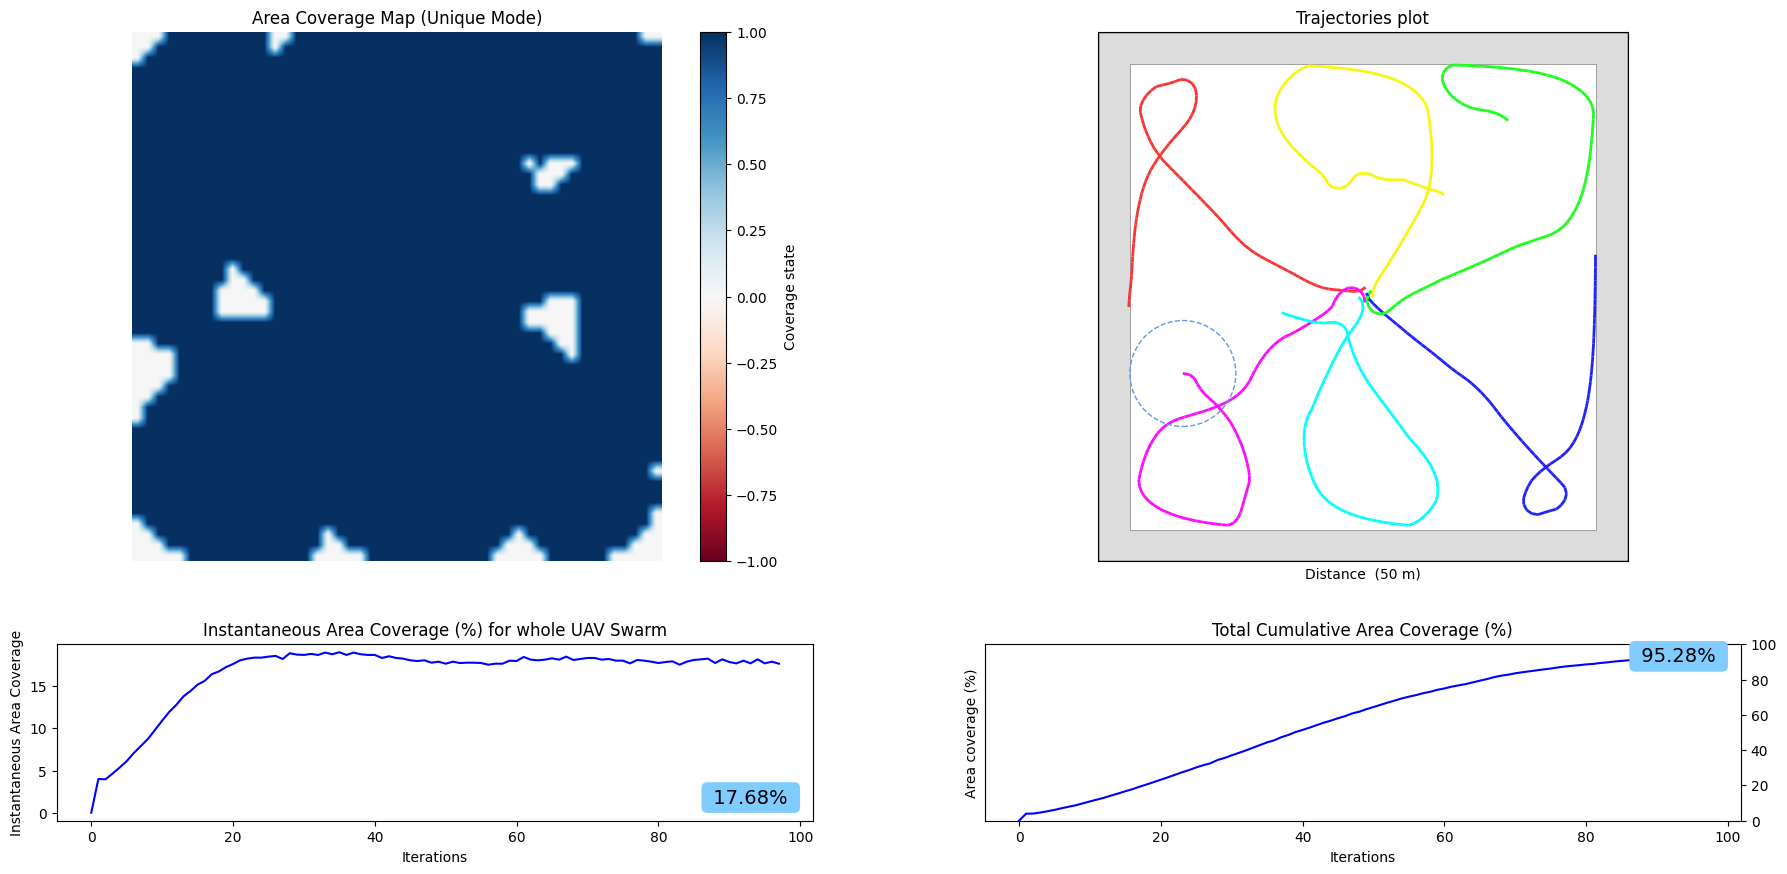 Area Coverage Map (Unique Mode)
1.00
0.75
0.50
0.25
0.00
−0.25
−0.50
−0.75
−1.00
Coverage state
Trajectories plot
Distance  (50 m)
Instantaneous Area Coverage (%) for whole UAV Swarm
Instantaneous Area Coverage
15
10
5
0
17.68%
0 20 40 60 80 100
Iterations
Total Cumulative Area Coverage (%)
Area coverage (%)
95.28%
100
80
60
40
20
0
0 20 40 60 80 100
Iterations